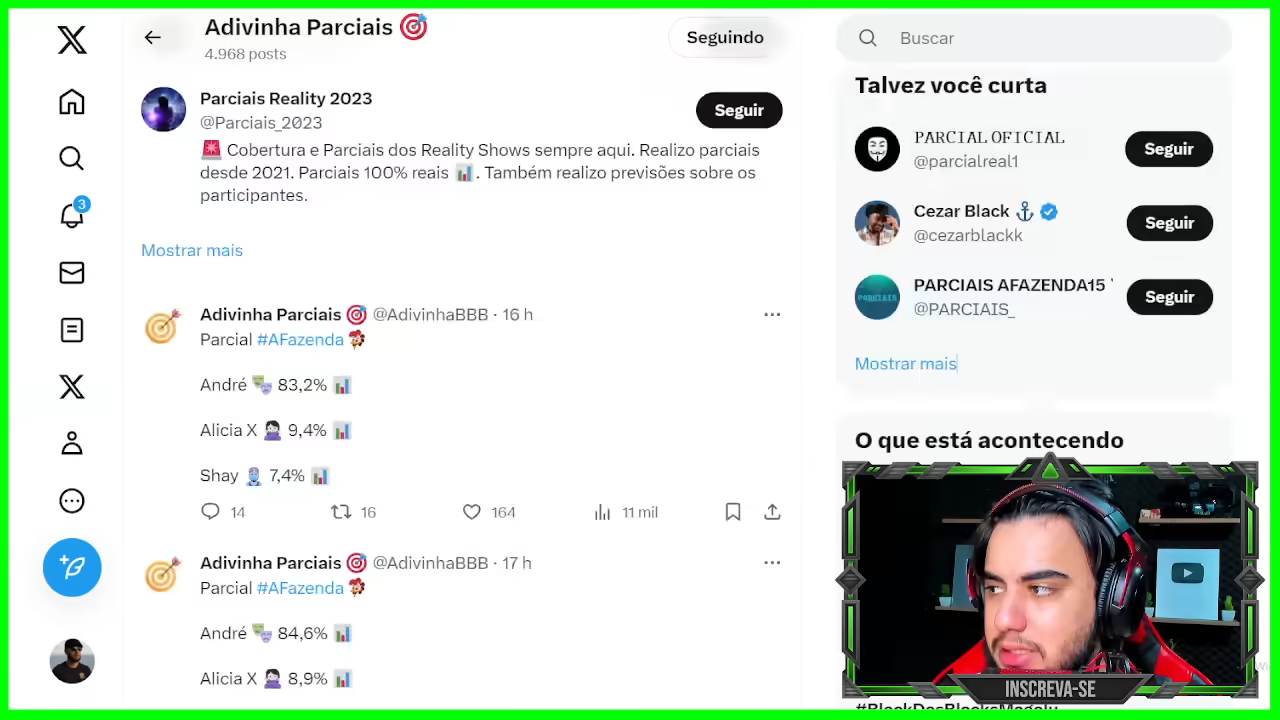 Adivinha Parciais 🎯
4.968 posts
Seguindo
Parciais Reality 2023
@Parciais_2023
Seguir
🚨 Cobertura e Parciais dos Reality Shows sempre aqui. Realizo parciais
desde 2021. Parciais 100% reais 📊. Também realizo previsões sobre os
participantes.
Mostrar mais
Adivinha Parciais 🎯 @AdivinhaBBB · 16 h
Parcial #AFazenda 🐓
André 🎭 83,2% 📊
Alicia X 🙎🏻‍♀️ 9,4% 📊
Shay 🧞‍♂️ 7,4% 📊
14 16 164 11 mil
Adivinha Parciais 🎯 @AdivinhaBBB · 17 h
Parcial #AFazenda 🐓
André 🎭 84,6% 📊
Alicia X 🙎🏻‍♀️ 8,9% 📊
3
Buscar
Talvez você curta
PARCIAL OFICIAL
@parcialreal1
Seguir
Cezar Black ⚓
@cezarblackk
Seguir
PARCIAIS AFAZENDA15
@PARCIAIS_
Seguir
PARCIAIS
Mostrar mais
O que está acontecendo
INSCREVA-SE
#BlackDasBlacksMagalu